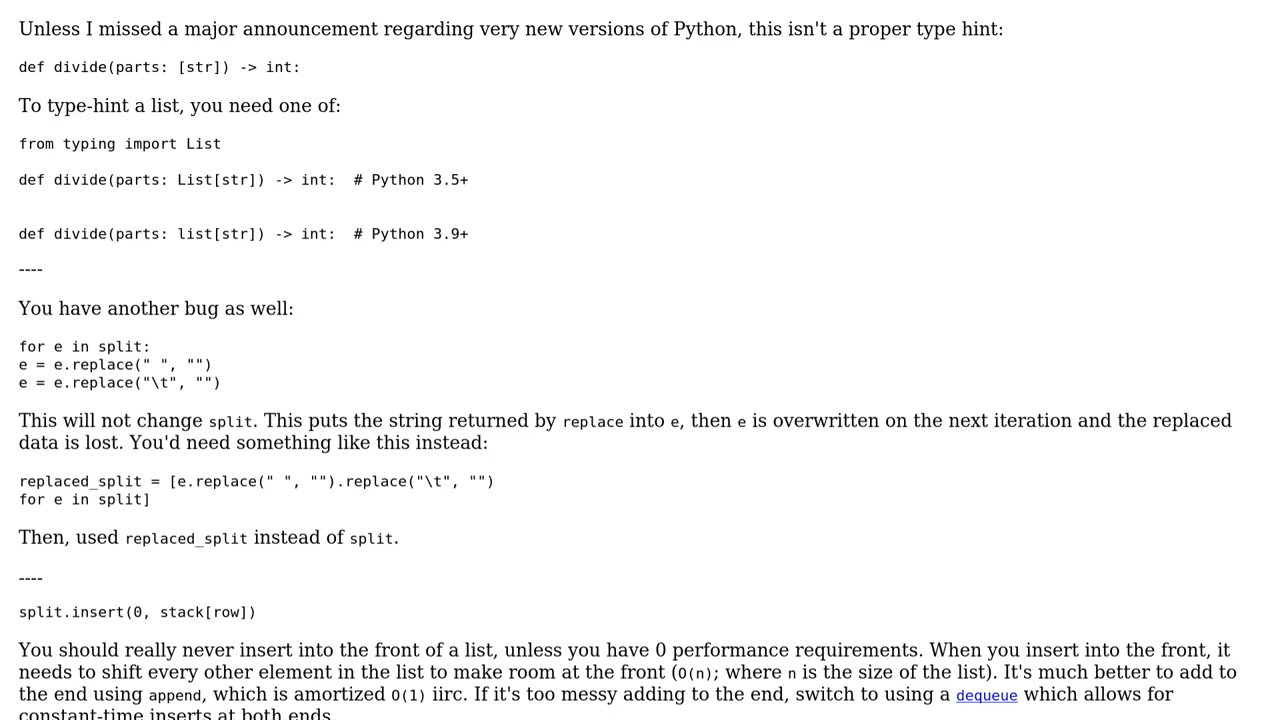 Unless I missed a major announcement regarding very new versions of Python, this isn't a proper type hint:
def divide(parts: [str]) -> int:
To type-hint a list, you need one of:
from typing import List
def divide(parts: List[str]) -> int:  # Python 3.5+
def divide(parts: list[str]) -> int:  # Python 3.9+
----
You have another bug as well:
for e in split:
e = e.replace(" ", "")
e = e.replace("\t", "")
This will not change split. This puts the string returned by replace into e, then e is overwritten on the next iteration and the replaced
data is lost. You'd need something like this instead:
replaced_split = [e.replace(" ", "").replace("\t", "")
for e in split]
Then, used replaced_split instead of split.
----
split.insert(0, stack[row])
You should really never insert into the front of a list, unless you have 0 performance requirements. When you insert into the front, it
needs to shift every other element in the list to make room at the front (O(n); where n is the size of the list). It's much better to add to
the end using append, which is amortized O(1) iirc. If it's too messy adding to the end, switch to using a dequeue which allows for
constant-time inserts at both ends.